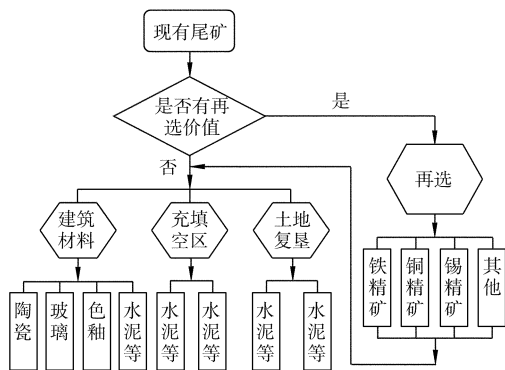 现有尾矿
是否有再
选价值
是
否
再选
建筑
材料
充填
空区
土地
复垦
铁精矿
铜精矿
锡精矿
其他
陶瓷
玻璃
色釉
水泥等
水泥等
水泥等
水泥等
水泥等